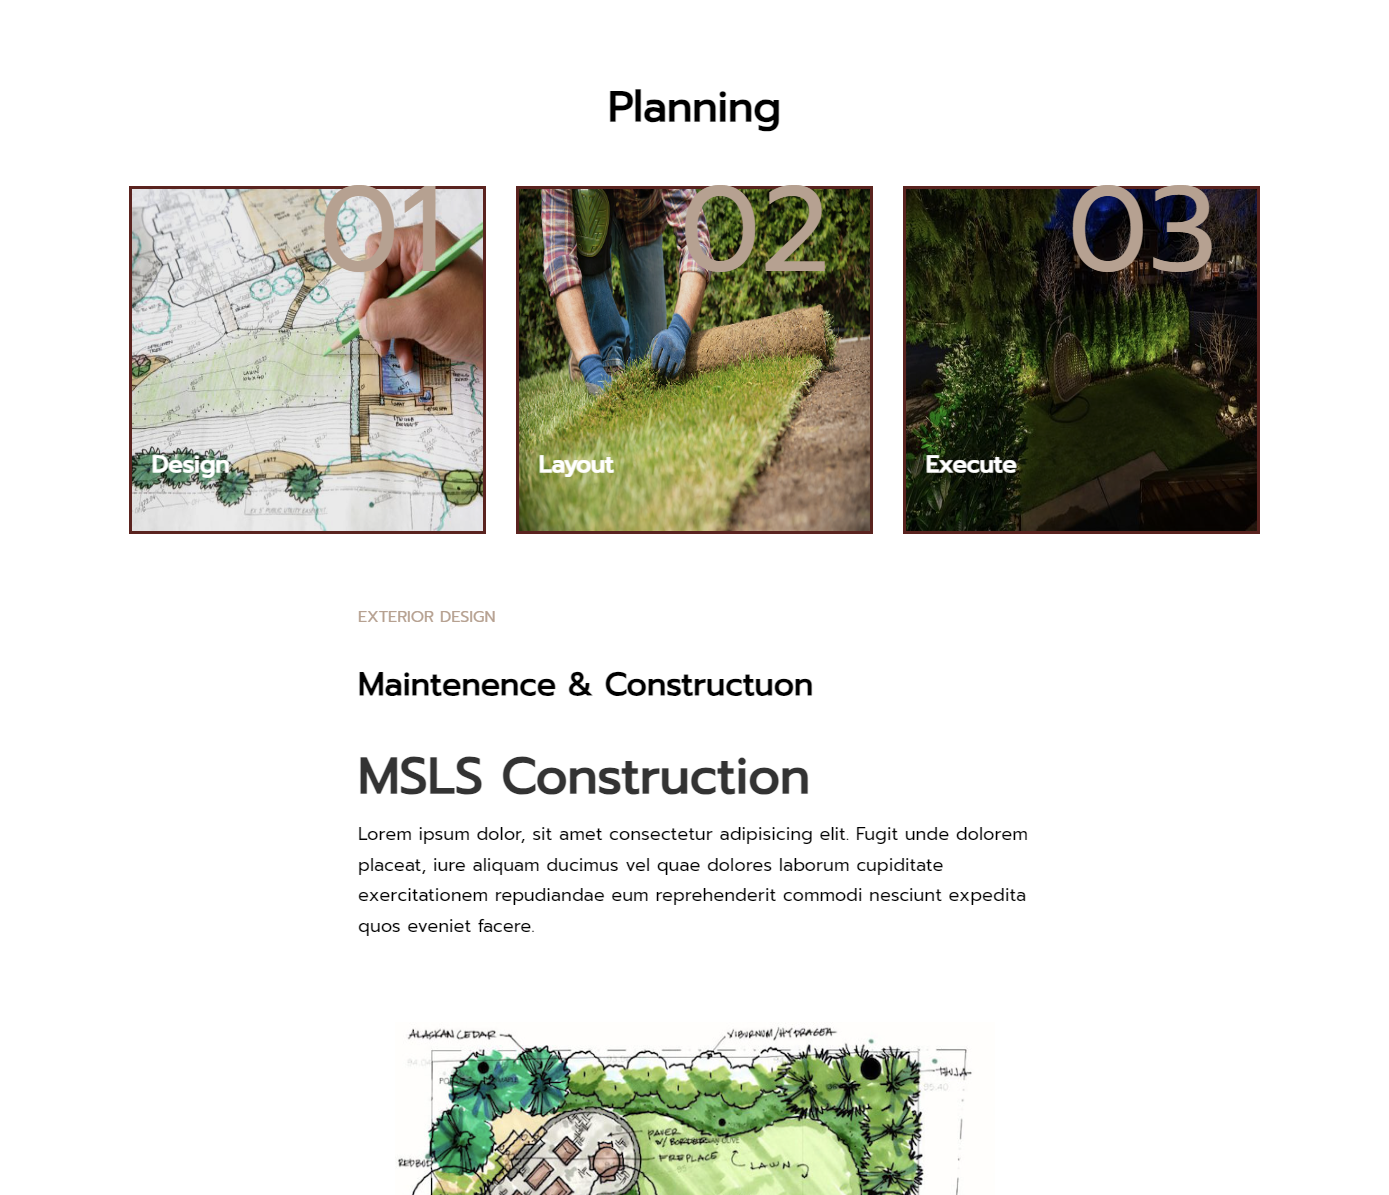 Planning
01
02
03
Design
Layout
Execute
EXTERIOR DESIGN
Maintenence & Constructuon
MSLS Construction
Lorem ipsum dolor, sit amet consectetur adipisicing elit. Fugit unde dolorem
placeat, iure aliquam ducimus vel quae dolores laborum cupiditate
exercitationem repudiandae eum reprehenderit commodi nesciunt expedita
quos eveniet facere.
ALASKAN CEDAR
VIBURNUM/HYDRAGEA
95.40
PAVER
W/ BORDER
FIREPLACE
LAWN
REDBUD